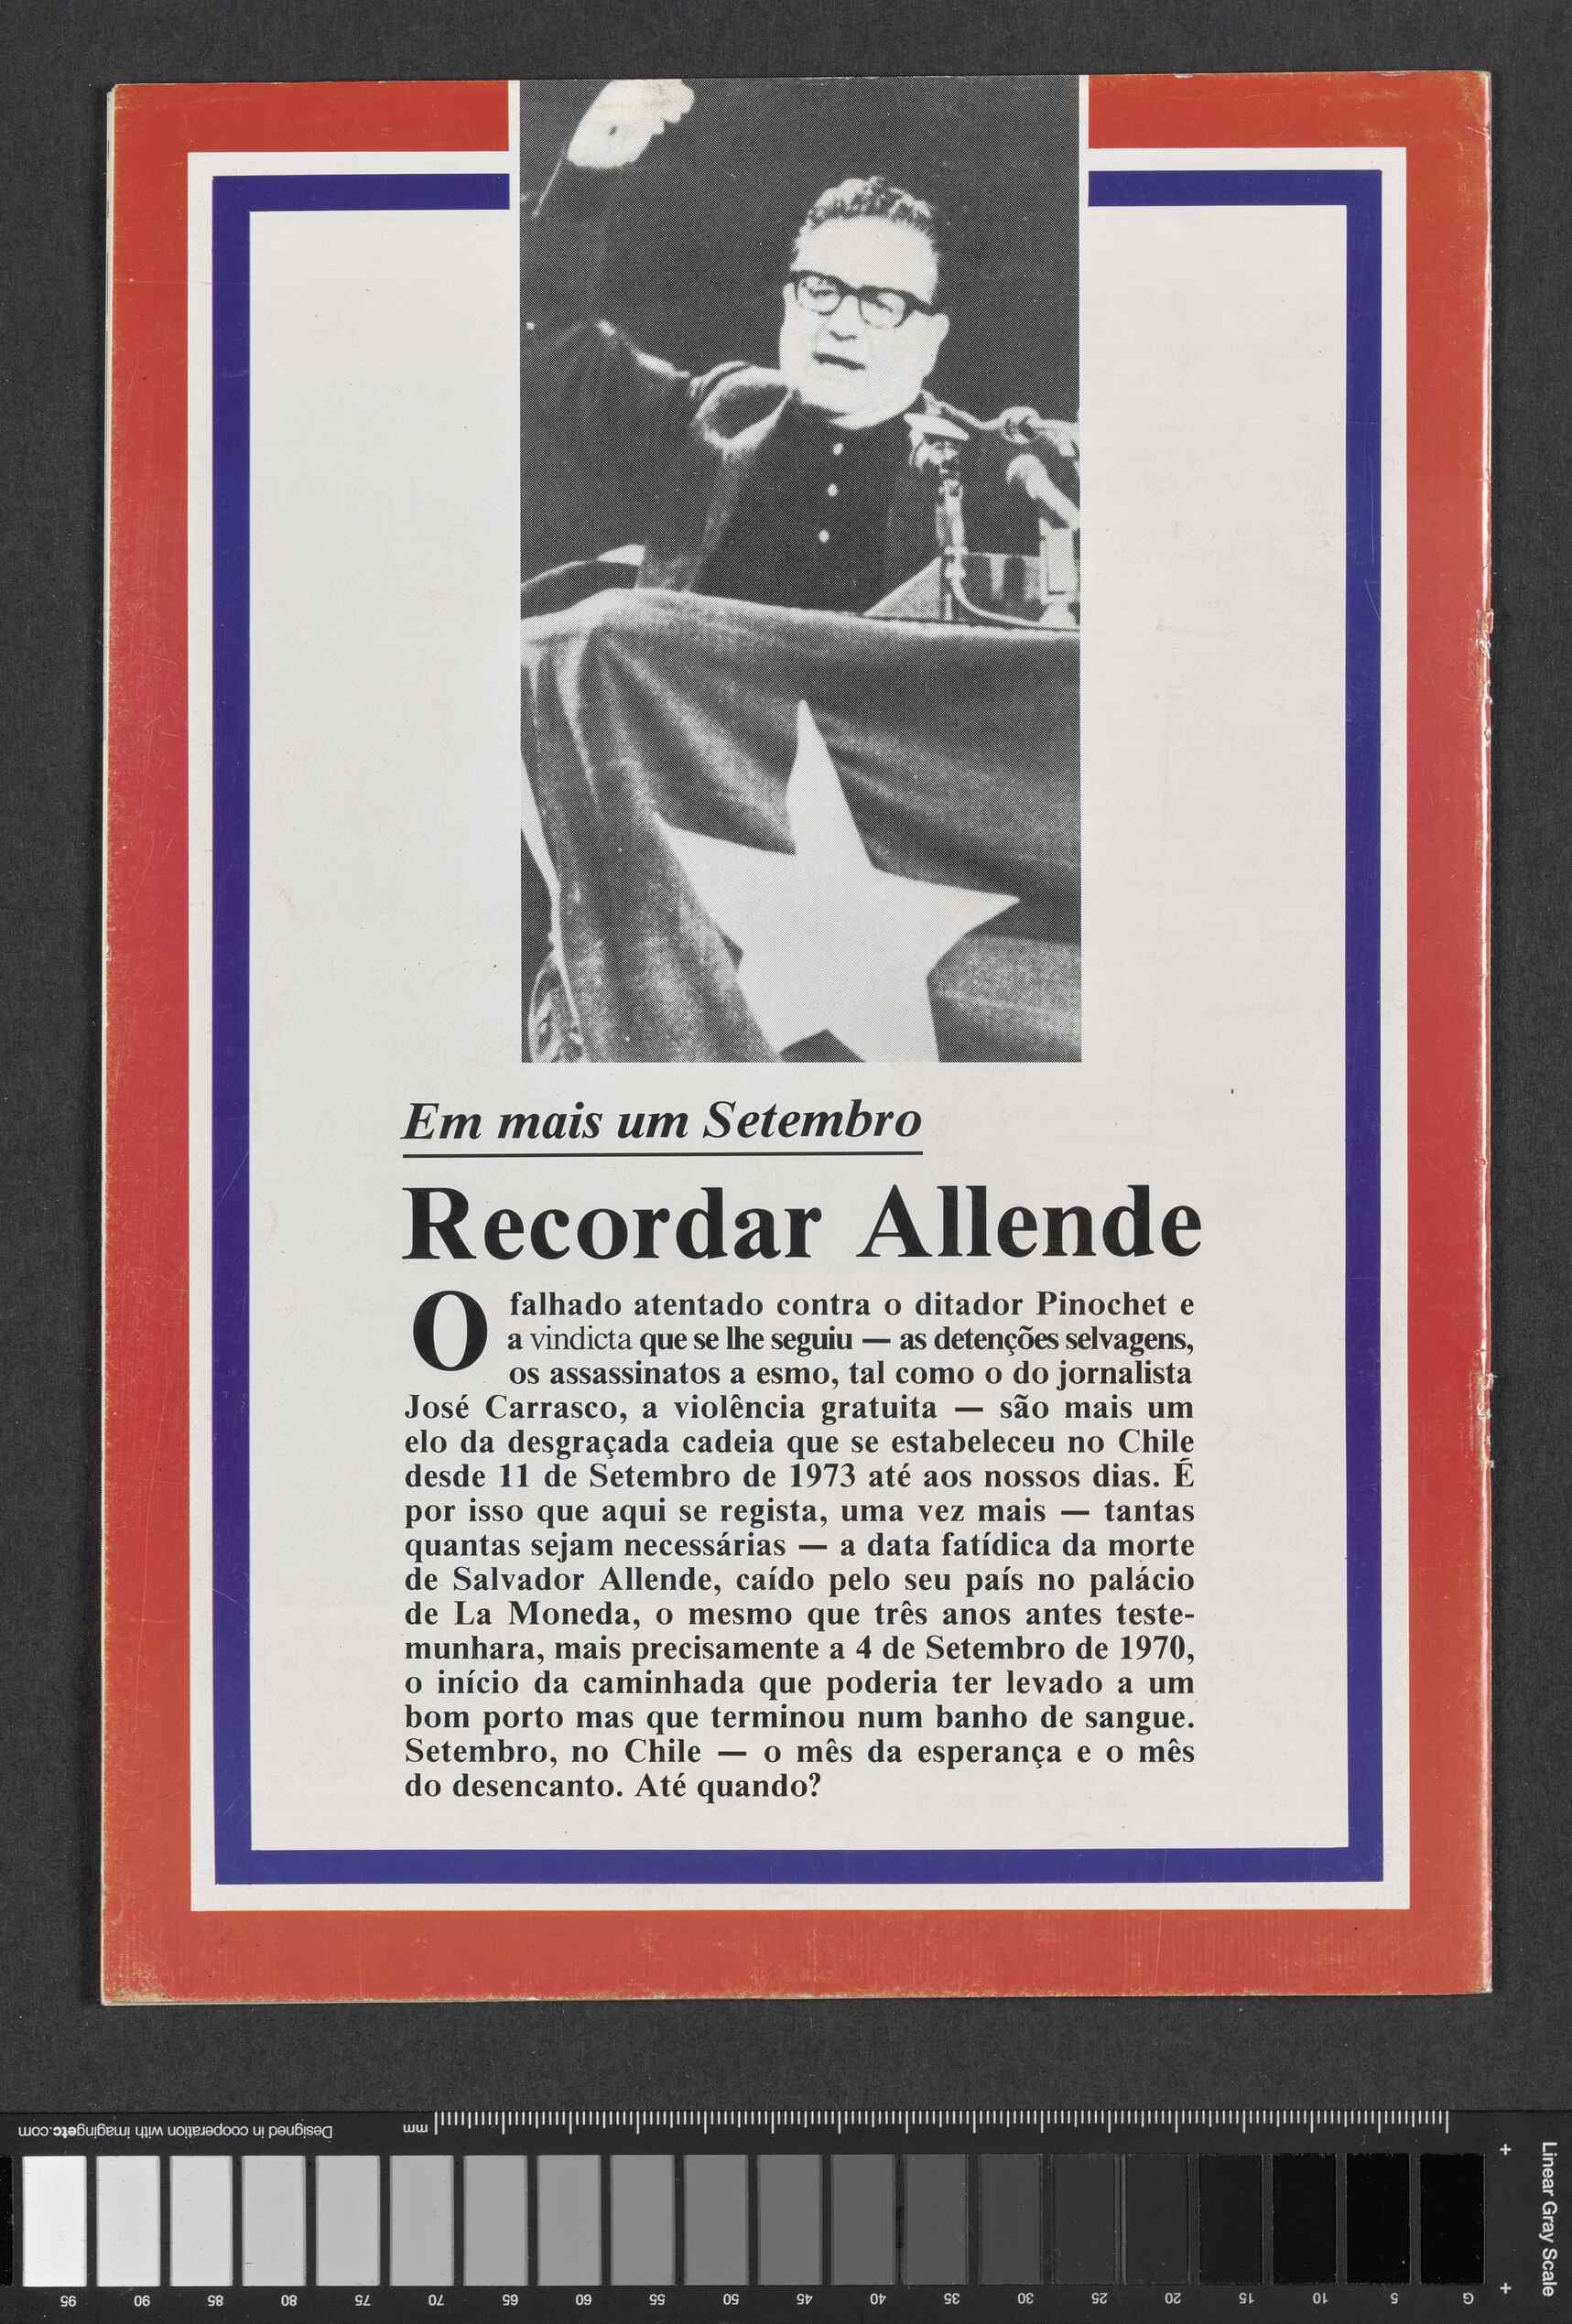 Em mais um Setembro
Recordar Allende
O falhado atentado contra o ditador Pinochet e
a vindicta que se lhe seguiu — as detenções selvagens,
os assassinatos a esmo, tal como o do jornalista
José Carrasco, a violência gratuita — são mais um
elo da desgraçada cadeia que se estabeleceu no Chile
desde 11 de Setembro de 1973 até aos nossos dias. É
por isso que aqui se regista, uma vez mais — tantas
quantas sejam necessárias — a data fatídica da morte
de Salvador Allende, caído pelo seu país no palácio
de La Moneda, o mesmo que três anos antes teste-
munhara, mais precisamente a 4 de Setembro de 1970,
o início da caminhada que poderia ter levado a um
bom porto mas que terminou num banho de sangue.
Setembro, no Chile — o mês da esperança e o mês
do desencanto. Até quando?
Designed in cooperation with imagingetc.com
mm
95 90 85 80 75 70 65 60 55 50 45 40 35 30 25 20 15 10 5 G
Linear Gray Scale